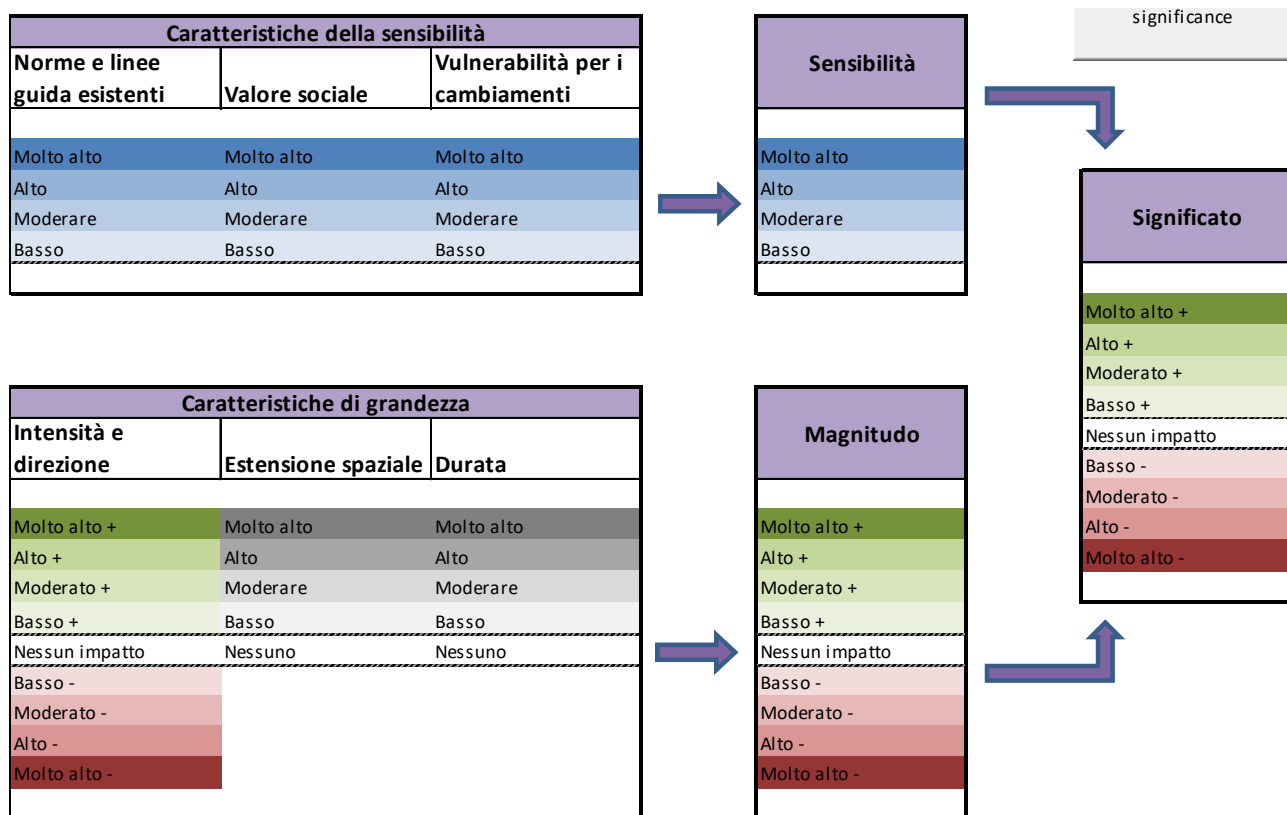 significance
Caratteristiche della sensibilità
Norme e linee guida esistenti
Valore sociale
Vulnerabilità per i cambiamenti
Molto alto Molto alto Molto alto
Alto Alto Alto
Moderare Moderare Moderare
Basso Basso Basso
Sensibilità
Molto alto
Alto
Moderare
Basso
Caratteristiche di grandezza
Intensità e direzione
Estensione spaziale
Durata
Molto alto + Molto alto Molto alto
Alto + Alto Alto
Moderato + Moderare Moderare
Basso + Basso Basso
Nessun impatto Nessuno Nessuno
Basso -
Moderato -
Alto -
Molto alto -
Magnitudo
Molto alto +
Alto +
Moderato +
Basso +
Nessun impatto
Basso -
Moderato -
Alto -
Molto alto -
Significato
Molto alto +
Alto +
Moderato +
Basso +
Nessun impatto
Basso -
Moderato -
Alto -
Molto alto -